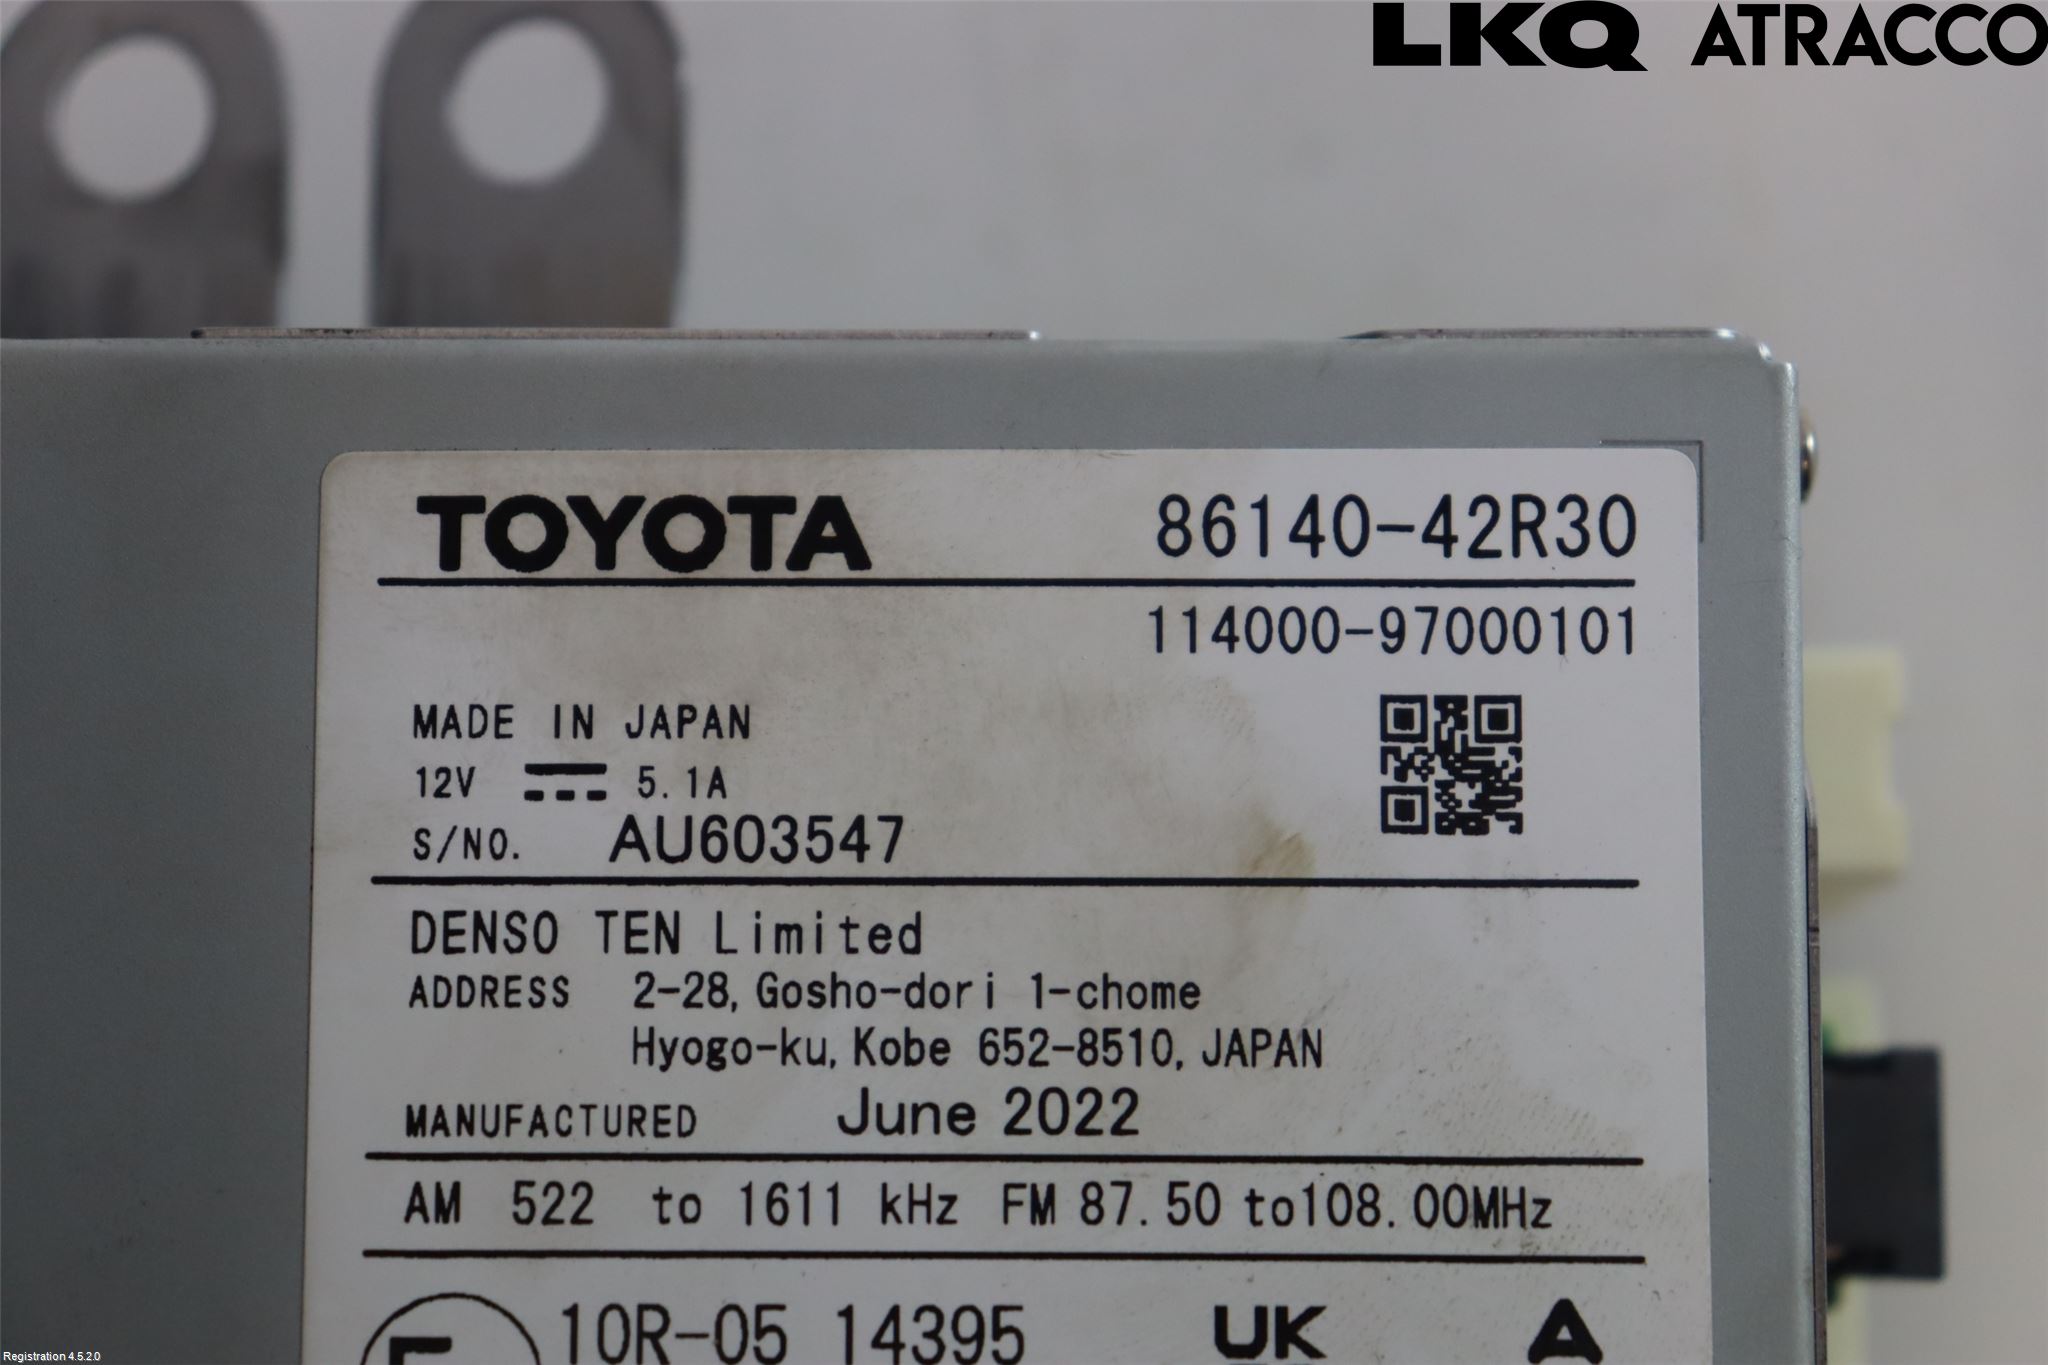 LKQ ATRACCO
TOYOTA 86140-42R30
114000-97000101
MADE IN JAPAN
12V 5.1A
S/NO. AU603547
DENSO TEN Limited
ADDRESS 2-28, Gosho-dori 1-chome
Hyogo-ku, Kobe 652-8510, JAPAN
MANUFACTURED June 2022
AM 522 to 1611 kHz FM 87.50 to108.00MHz
10R-05 14395 UK
Registration 4.5.2.0